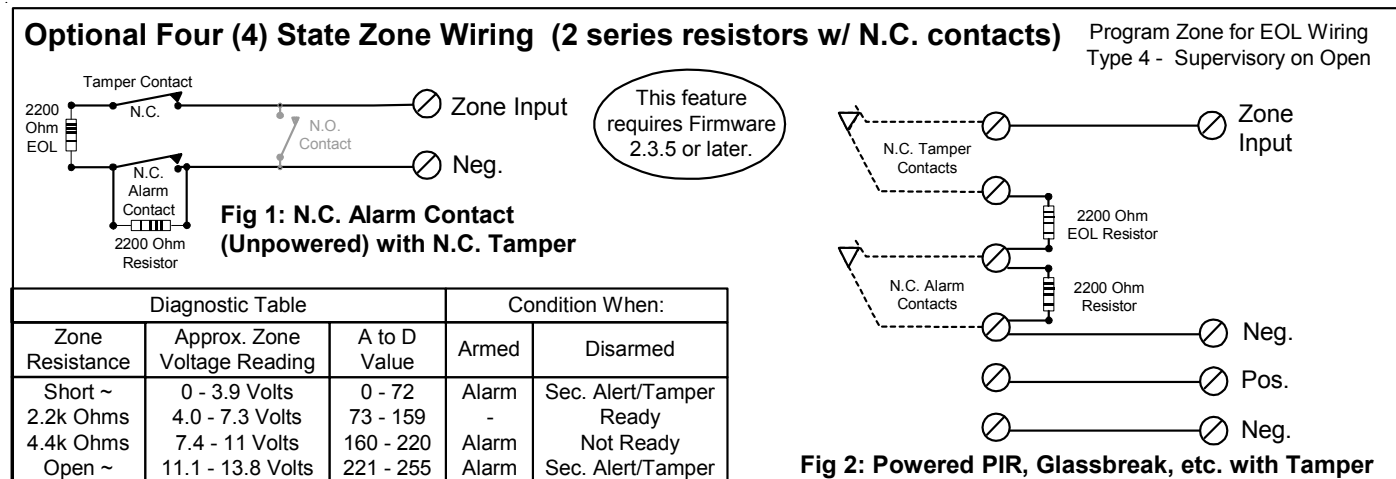 Optional Four (4) State Zone Wiring (2 series resistors w/ N.C. contacts)
Program Zone for EOL Wiring
Type 4 - Supervisory on Open
Tamper Contact
N.C.
2200
Ohm
EOL
N.O.
Contact
Zone Input
Neg.
N.C.
Alarm
Contact
2200 Ohm
Resistor
Fig 1: N.C. Alarm Contact
(Unpowered) with N.C. Tamper
This feature
requires Firmware
2.3.5 or later.
N.C. Tamper
Contacts
Zone
Input
2200 Ohm
EOL Resistor
N.C. Alarm
Contacts
2200 Ohm
Resistor
Neg.
Pos.
Neg.
Fig 2: Powered PIR, Glassbreak, etc. with Tamper
Diagnostic Table
Condition When:
Zone
Resistance
Approx. Zone
Voltage Reading
A to D
Value
Armed
Disarmed
Short ~ 0 - 3.9 Volts 0 - 72 Alarm Sec. Alert/Tamper
2.2k Ohms 4.0 - 7.3 Volts 73 - 159 - Ready
4.4k Ohms 7.4 - 11 Volts 160 - 220 Alarm Not Ready
Open ~ 11.1 - 13.8 Volts 221 - 255 Alarm Sec. Alert/Tamper